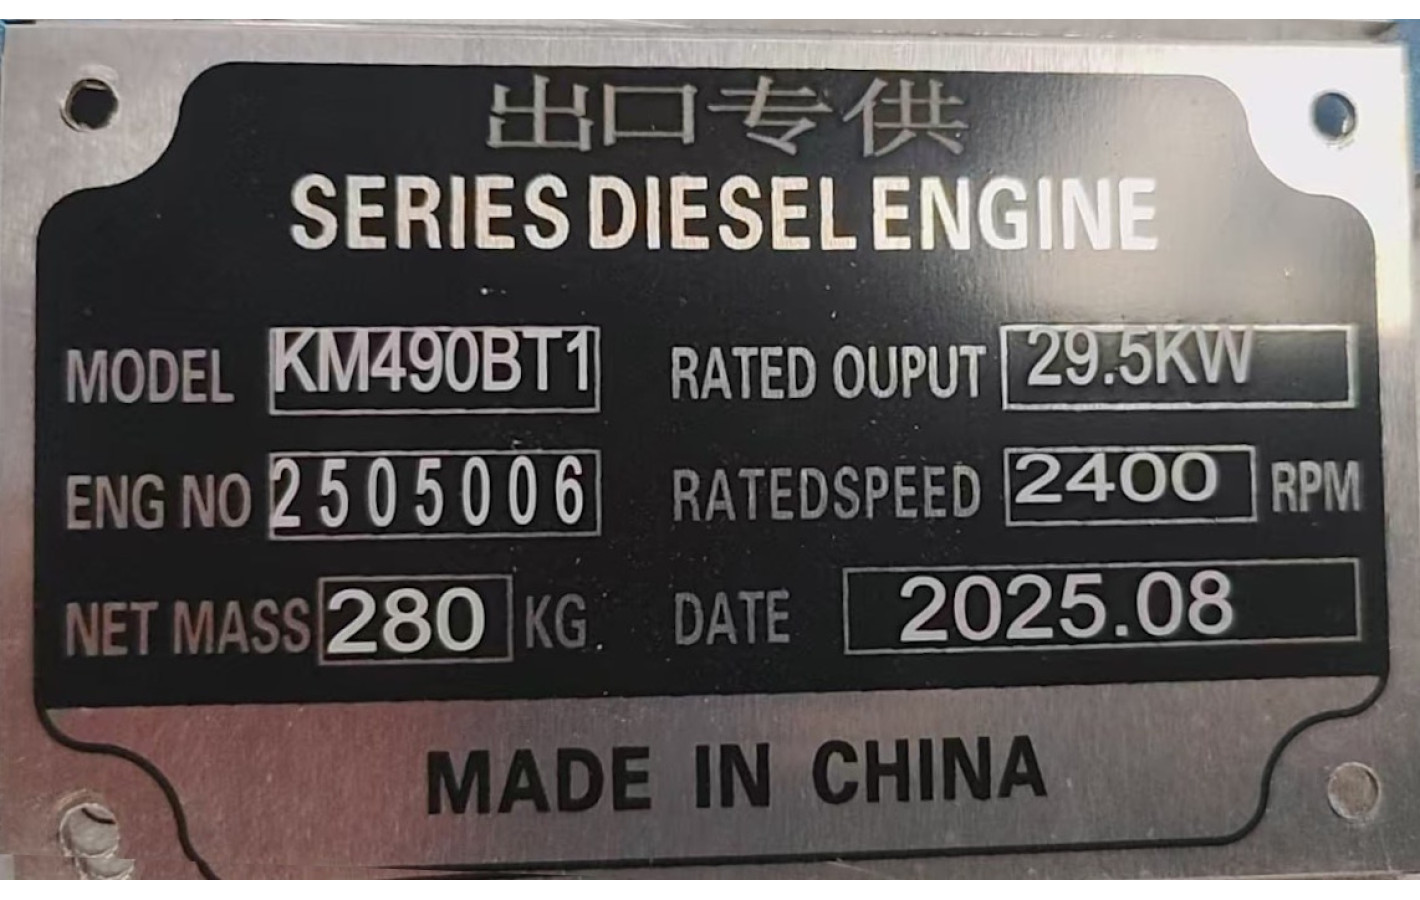 出口专供
SERIES DIESEL ENGINE
MODEL KM490BT1 RATED OUPUT 29.5KW
ENG NO 2505006 RATEDSPEED 2400 RPM
NET MASS 280 KG DATE 2025.08
MADE IN CHINA